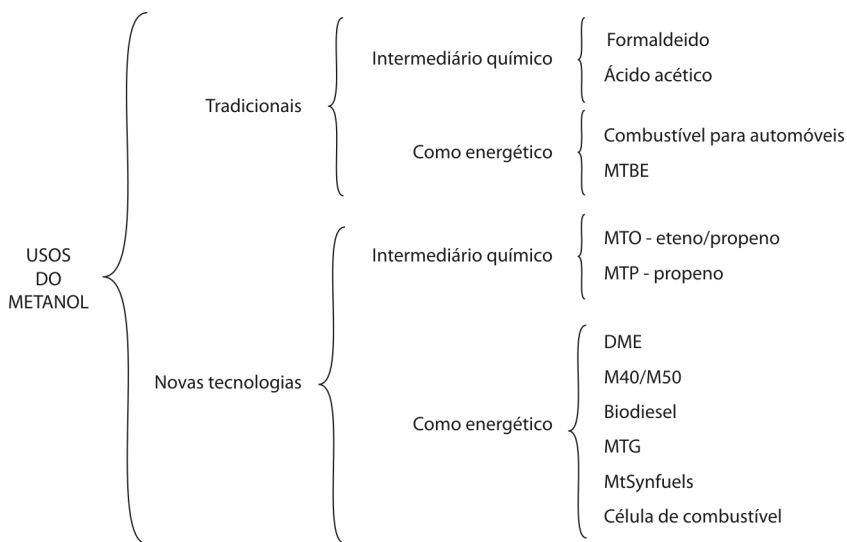 USOS
DO
METANOL
Tradicionais
Intermediário químico
Formaldeido
Ácido acético
Como energético
Combustível para automóveis
MTBE
Novas tecnologias
Intermediário químico
MTO - eteno/propeno
MTP - propeno
Como energético
DME
M40/M50
Biodiesel
MTG
MtSynfuels
Célula de combustível